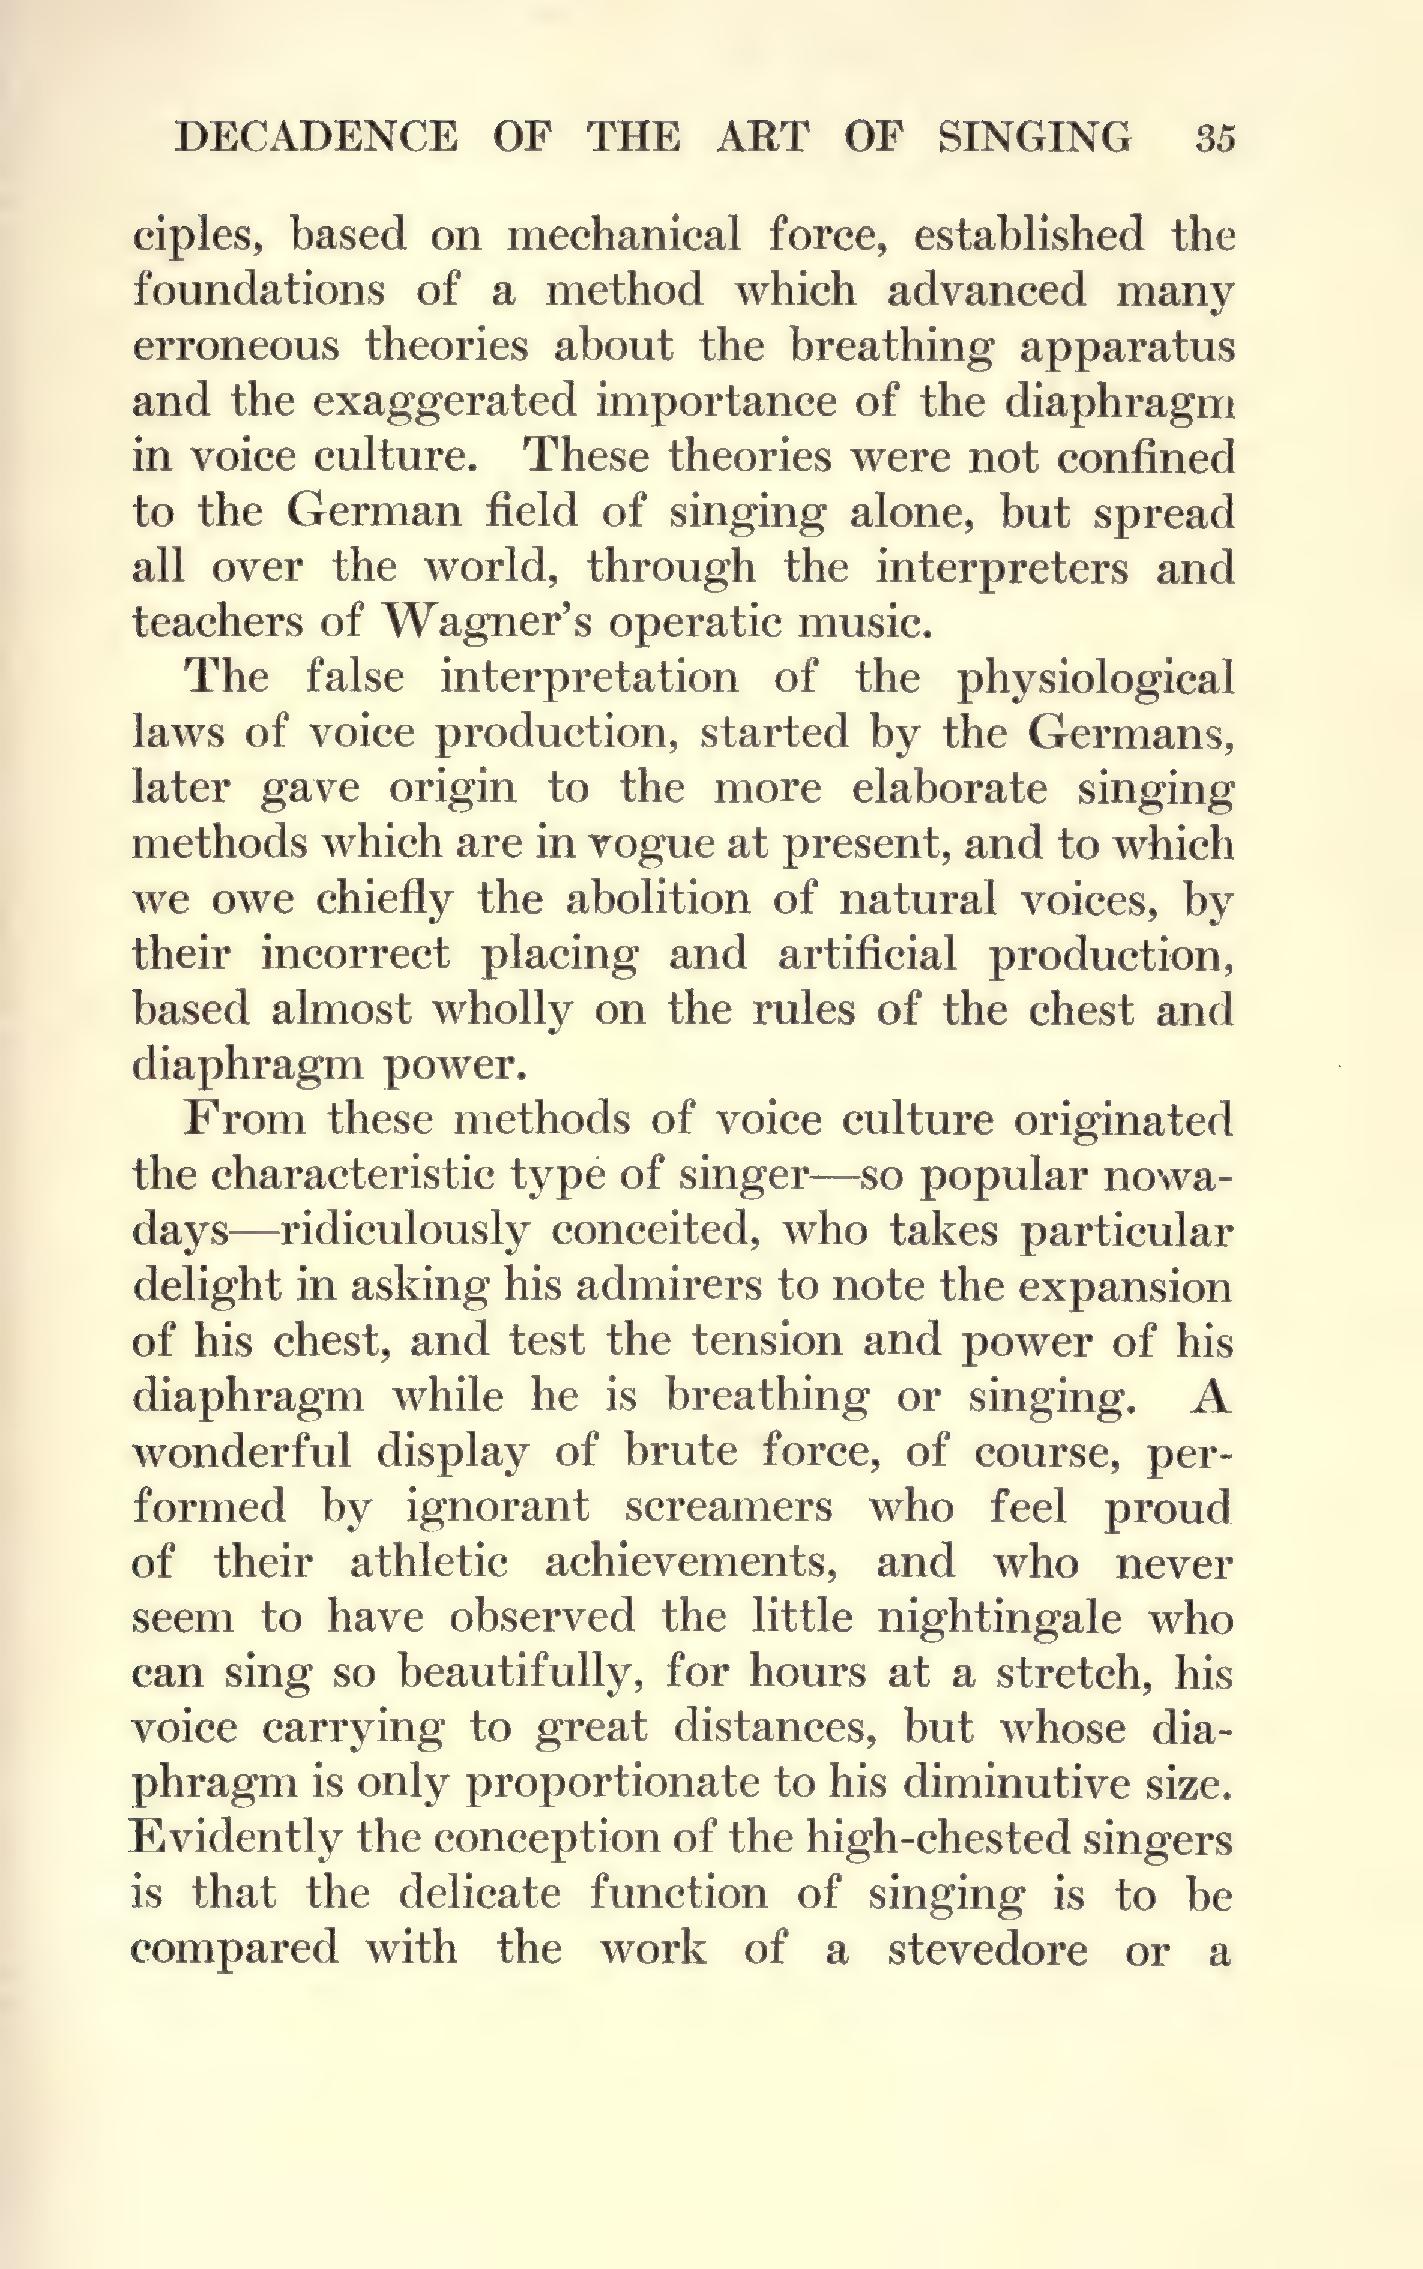 DECADENCE OF THE ART OF SINGING 35
ciples, based on mechanical force, established the
foundations of a method which advanced many
erroneous theories about the breathing apparatus
and the exaggerated importance of the diaphragm
in voice culture. These theories were not confined
to the German field of singing alone, but spread
all over the world, through the interpreters and
teachers of Wagner's operatic music.
The false interpretation of the physiological
laws of voice production, started by the Germans,
later gave origin to the more elaborate singing
methods which are in vogue at present, and to which
we owe chiefly the abolition of natural voices, by
their incorrect placing and artificial production,
based almost wholly on the rules of the chest and
diaphragm power.
From these methods of voice culture originated
the characteristic type of singer—so popular nowa-
days—ridiculously conceited, who takes particular
delight in asking his admirers to note the expansion
of his chest, and test the tension and power of his
diaphragm while he is breathing or singing. A
wonderful display of brute force, of course, per-
formed by ignorant screamers who feel proud
of their athletic achievements, and who never
seem to have observed the little nightingale who
can sing so beautifully, for hours at a stretch, his
voice carrying to great distances, but whose dia-
phragm is only proportionate to his diminutive size.
Evidently the conception of the high-chested singers
is that the delicate function of singing is to be
compared with the work of a stevedore or a